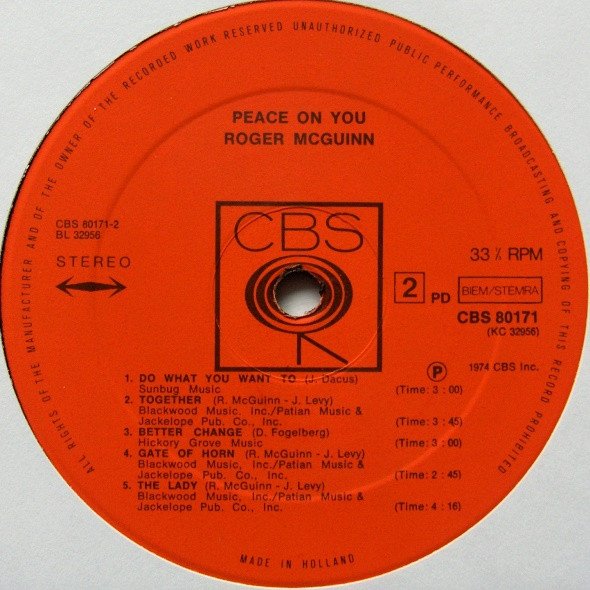 ALL RIGHTS OF THE MANUFACTURER AND OF THE OWNER OF THE RECORDED WORK RESERVED UNAUTHORIZED PUBLIC PERFORMANCE BROADCASTING AND COPYING OF THIS RECORD PROHIBITED
PEACE ON YOU
ROGER MCGUINN
CBS 80171-2
BL 32956
STEREO
CBS
33⅓ RPM
2 PD BIEM/STEMRA
CBS 80171
(KC 32956)
Ⓟ 1974 CBS Inc.
1. DO WHAT YOU WANT TO (J. Dacus)
Sunbug Music (Time: 3 : 00)
2. TOGETHER (R. McGuinn - J. Levy)
Blackwood Music, Inc./Patian Music &
Jackelope Pub. Co., Inc. (Time: 3 : 45)
3. BETTER CHANGE (D. Fogelberg)
Hickory Grove Music (Time: 3 : 00)
4. GATE OF HORN (R. McGuinn - J. Levy)
Blackwood Music, Inc./Patian Music &
Jackelope Pub. Co., Inc. (Time: 2 : 45)
5. THE LADY (R. McGuinn - J. Levy)
Blackwood Music, Inc./Patian Music &
Jackelope Pub. Co., Inc. (Time: 4 : 16)
MADE IN HOLLAND